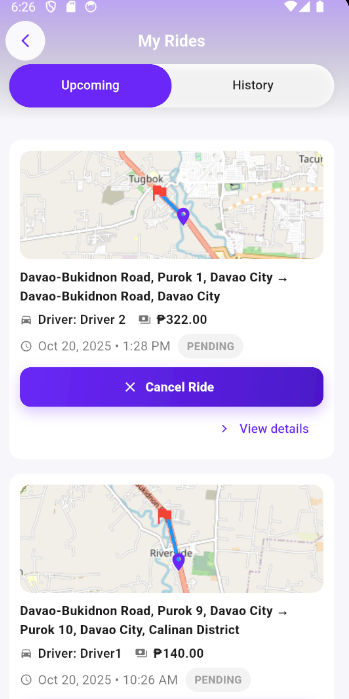 6:26
My Rides
Upcoming
History
Tacur
Tugbok
Davao-Bukidnon Road, Purok 1, Davao City →
Davao-Bukidnon Road, Davao City
Driver: Driver 2 ₱322.00
Oct 20, 2025 • 1:28 PM PENDING
Cancel Ride
View details
Bukidnon
Riverside
Davao-Bukidnon Road, Purok 9, Davao City →
Purok 10, Davao City, Calinan District
Driver: Driver1 ₱140.00
Oct 20, 2025 • 10:26 AM PENDING